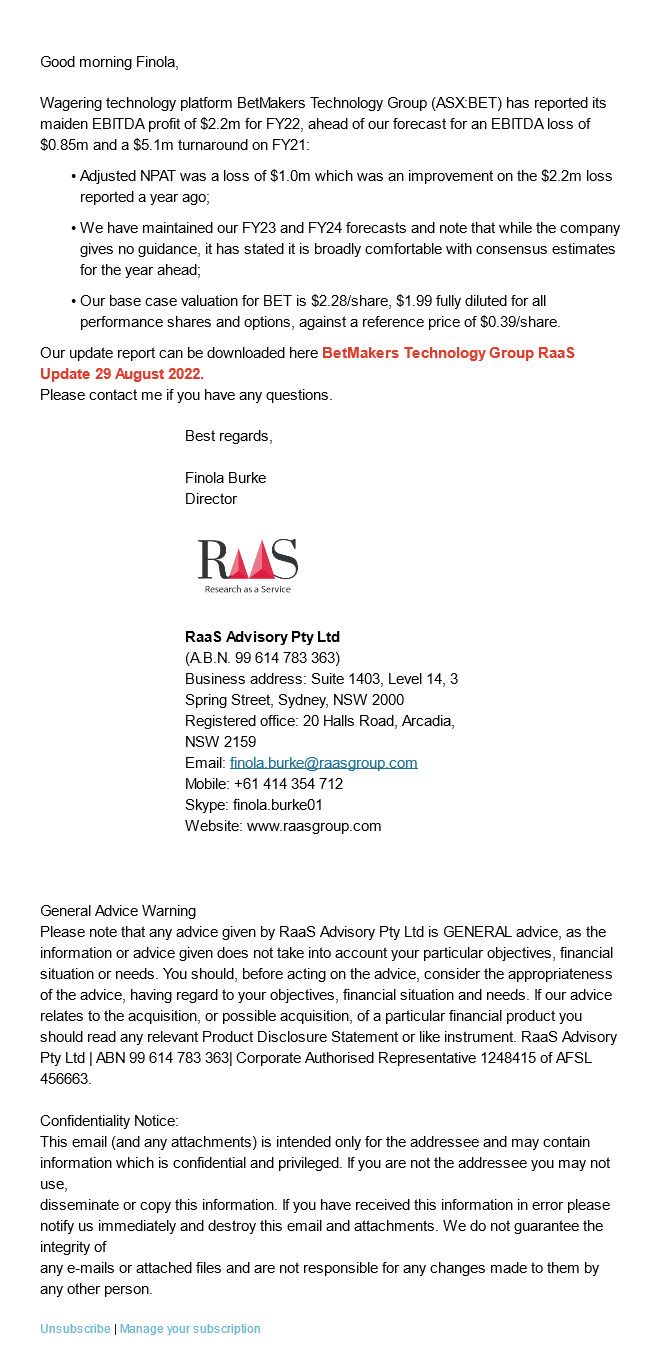 Good morning Finola,
Wagering technology platform BetMakers Technology Group (ASX:BET) has reported its
maiden EBITDA profit of $2.2m for FY22, ahead of our forecast for an EBITDA loss of
$0.85m and a $5.1m turnaround on FY21:
• Adjusted NPAT was a loss of $1.0m which was an improvement on the $2.2m loss
reported a year ago;
• We have maintained our FY23 and FY24 forecasts and note that while the company
gives no guidance, it has stated it is broadly comfortable with consensus estimates
for the year ahead;
• Our base case valuation for BET is $2.28/share, $1.99 fully diluted for all
performance shares and options, against a reference price of $0.39/share.
Our update report can be downloaded here BetMakers Technology Group RaaS
Update 29 August 2022.
Please contact me if you have any questions.
Best regards,
Finola Burke
Director
RAAS
Research as a Service
RaaS Advisory Pty Ltd
(A.B.N. 99 614 783 363)
Business address: Suite 1403, Level 14, 3
Spring Street, Sydney, NSW 2000
Registered office: 20 Halls Road, Arcadia,
NSW 2159
Email: finola.burke@raasgroup.com
Mobile: +61 414 354 712
Skype: finola.burke01
Website: www.raasgroup.com
General Advice Warning
Please note that any advice given by RaaS Advisory Pty Ltd is GENERAL advice, as the
information or advice given does not take into account your particular objectives, financial
situation or needs. You should, before acting on the advice, consider the appropriateness
of the advice, having regard to your objectives, financial situation and needs. If our advice
relates to the acquisition, or possible acquisition, of a particular financial product you
should read any relevant Product Disclosure Statement or like instrument. RaaS Advisory
Pty Ltd | ABN 99 614 783 363| Corporate Authorised Representative 1248415 of AFSL
456663.
Confidentiality Notice:
This email (and any attachments) is intended only for the addressee and may contain
information which is confidential and privileged. If you are not the addressee you may not
use,
disseminate or copy this information. If you have received this information in error please
notify us immediately and destroy this email and attachments. We do not guarantee the
integrity of
any e-mails or attached files and are not responsible for any changes made to them by
any other person.
Unsubscribe | Manage your subscription